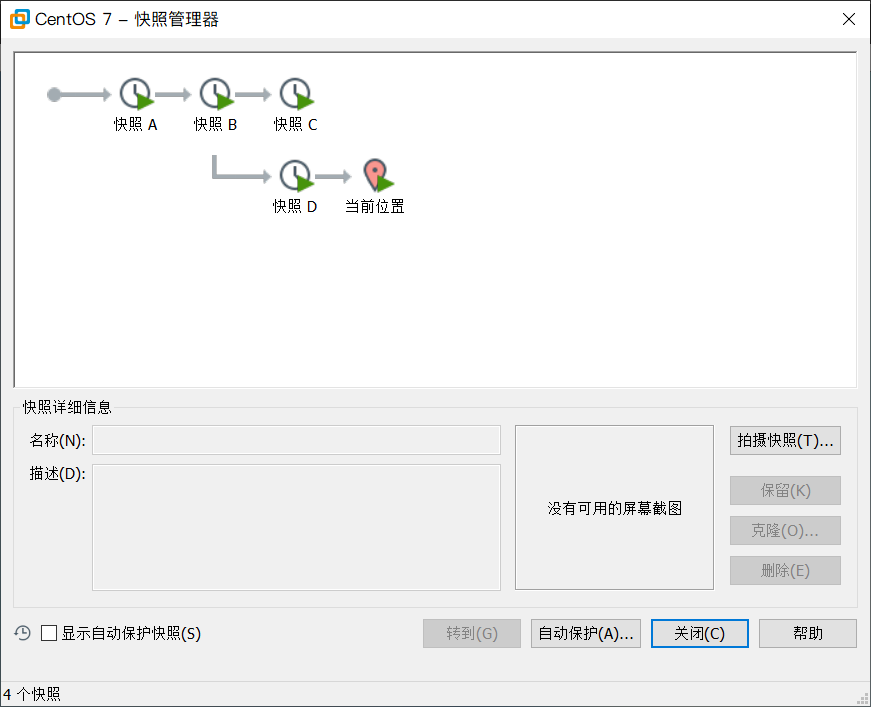 CentOS 7 – 快照管理器
快照 A
快照 B
快照 C
快照 D
当前位置
快照详细信息
名称(N):
描述(D):
没有可用的屏幕截图
拍摄快照(T)...
保留(K)
克隆(O)...
删除(E)
显示自动保护快照(S)
转到(G)
自动保护(A)...
关闭(C)
帮助
4 个快照